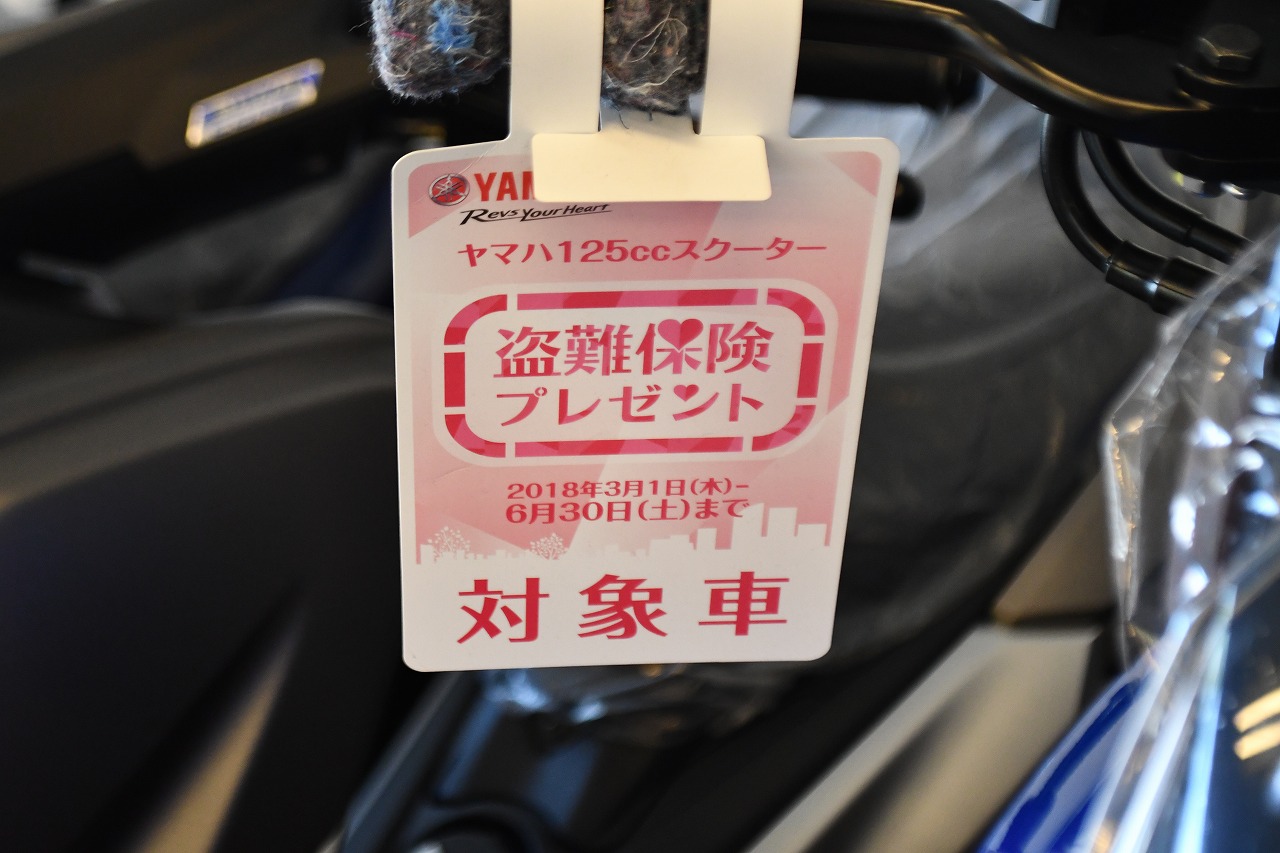 YAM
Revs Your Heart
ヤマハ125ccスクーター
盗難保険
プレゼント
2018年3月1日(木)-
6月30日(土)まで
対象車